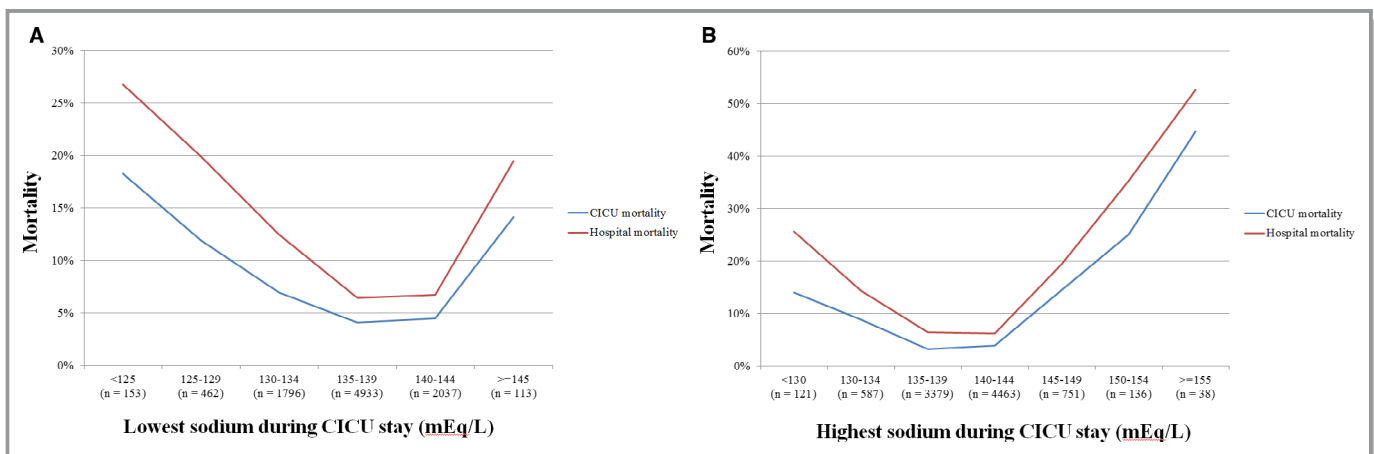 A
30%
25%
20%
15%
10%
5%
0%
Mortality
<125 125-129 130-134 135-139 140-144 >=145
(n = 153) (n = 462) (n = 1796) (n = 4933) (n = 2037) (n = 113)
Lowest sodium during CICU stay (mEq/L)
CICU mortality
Hospital mortality
B
60%
50%
40%
30%
20%
10%
0%
Mortality
<130 130-134 135-139 140-144 145-149 150-154 >=155
(n = 121) (n = 587) (n = 3379) (n = 4463) (n = 751) (n = 136) (n = 38)
Highest sodium during CICU stay (mEq/L)
CICU mortality
Hospital mortality